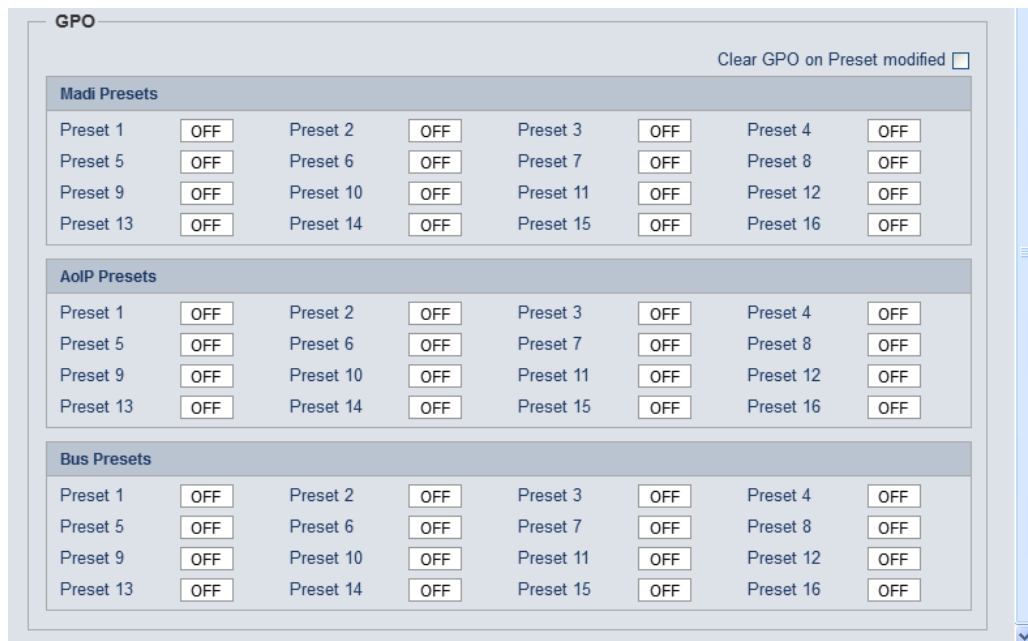 GPO
Clear GPO on Preset modified
Madi Presets
Preset 1 OFF Preset 2 OFF Preset 3 OFF Preset 4 OFF
Preset 5 OFF Preset 6 OFF Preset 7 OFF Preset 8 OFF
Preset 9 OFF Preset 10 OFF Preset 11 OFF Preset 12 OFF
Preset 13 OFF Preset 14 OFF Preset 15 OFF Preset 16 OFF
AoIP Presets
Preset 1 OFF Preset 2 OFF Preset 3 OFF Preset 4 OFF
Preset 5 OFF Preset 6 OFF Preset 7 OFF Preset 8 OFF
Preset 9 OFF Preset 10 OFF Preset 11 OFF Preset 12 OFF
Preset 13 OFF Preset 14 OFF Preset 15 OFF Preset 16 OFF
Bus Presets
Preset 1 OFF Preset 2 OFF Preset 3 OFF Preset 4 OFF
Preset 5 OFF Preset 6 OFF Preset 7 OFF Preset 8 OFF
Preset 9 OFF Preset 10 OFF Preset 11 OFF Preset 12 OFF
Preset 13 OFF Preset 14 OFF Preset 15 OFF Preset 16 OFF